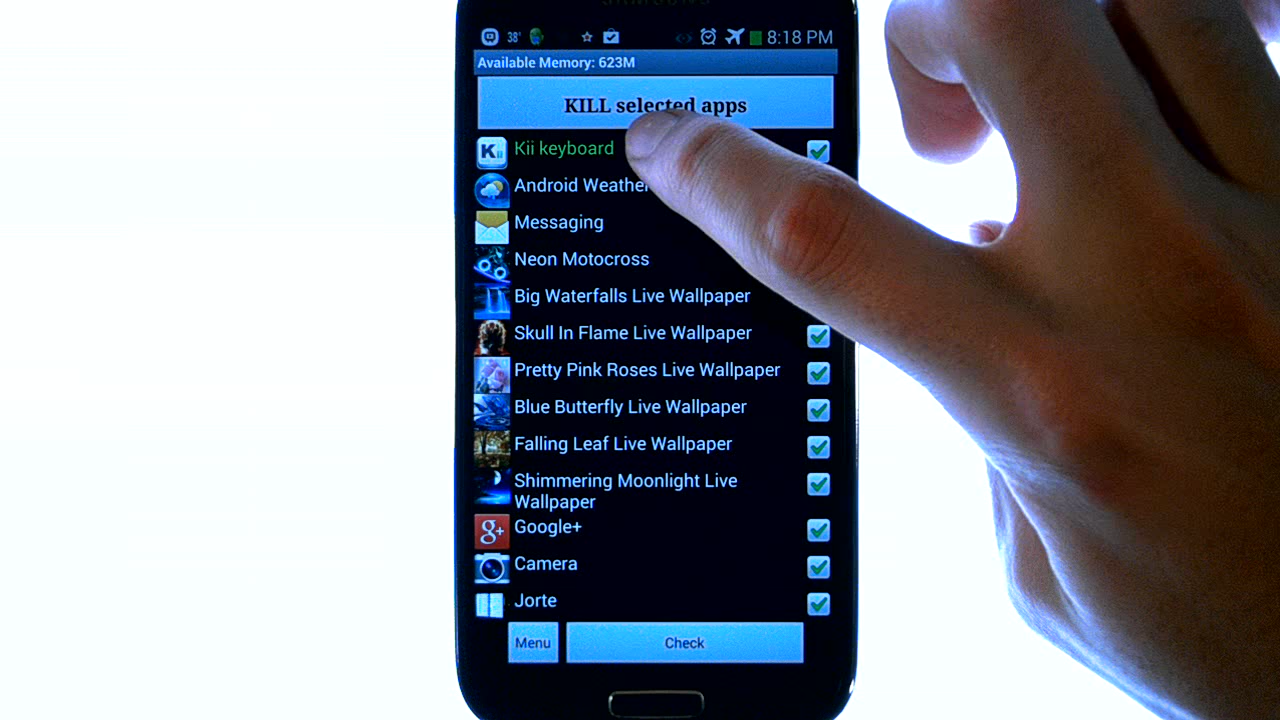 SAMSUNG
38° 8:18 PM
Available Memory: 623M
KILL selected apps
Kii Kii keyboard
Android Weather
Messaging
Neon Motocross
Big Waterfalls Live Wallpaper
Skull In Flame Live Wallpaper
Pretty Pink Roses Live Wallpaper
Blue Butterfly Live Wallpaper
Falling Leaf Live Wallpaper
Shimmering Moonlight Live
Wallpaper
g+ Google+
Camera
Jorte
Menu Check